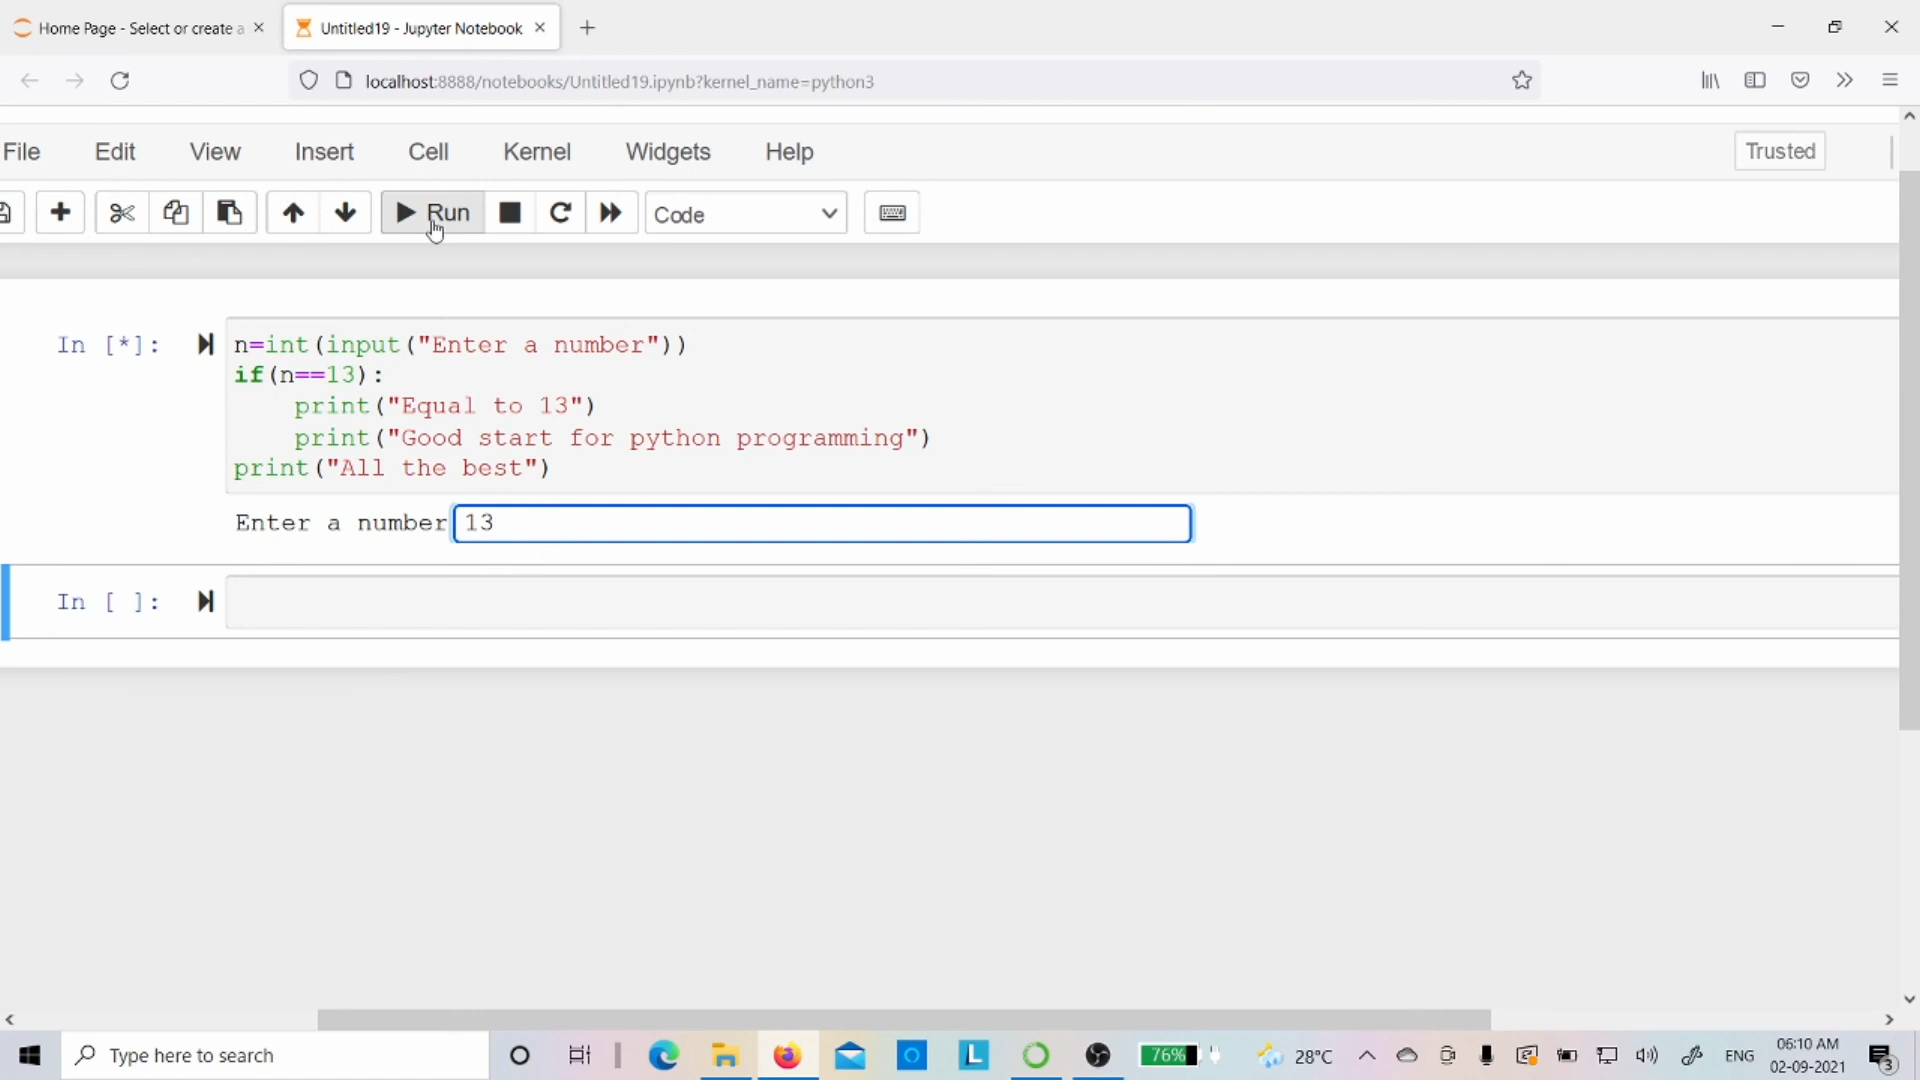 Home Page - Select or create a
Untitled19 - Jupyter Notebook
localhost:8888/notebooks/Untitled19.ipynb?kernel_name=python3
File Edit View Insert Cell Kernel Widgets Help Trusted
Run Code
In [*]:
n=int(input("Enter a number"))
if(n==13):
print("Equal to 13")
print("Good start for python programming")
print("All the best")
Enter a number 13
In [ ]:
Type here to search
L
76%
28°C
ENG
06:10 AM
02-09-2021
3